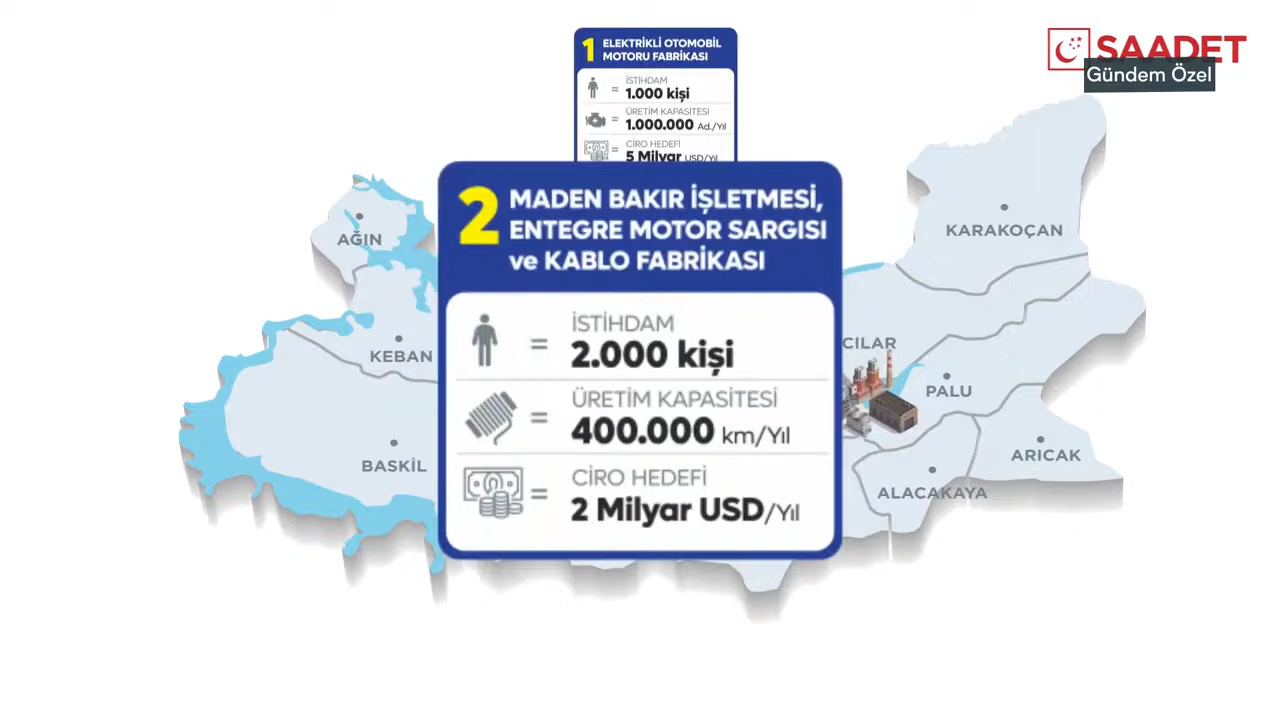 SAADET
Gündem Özel
1 ELEKTRİKLİ OTOMOBİL
MOTORU FABRİKASI
İSTİHDAM
= 1.000 kişi
ÜRETİM KAPASİTESİ
= 1.000.000 Ad./Yıl
CİRO HEDEFİ
= 5 Milyar USD/Yıl
2 MADEN BAKIR İŞLETMESİ,
ENTEGRE MOTOR SARGISI
ve KABLO FABRİKASI
İSTİHDAM
= 2.000 kişi
ÜRETİM KAPASİTESİ
= 400.000 km/Yıl
CİRO HEDEFİ
= 2 Milyar USD/Yıl
AĞIN
KEBAN
BASKİL
KARAKOÇAN
CILAR
PALU
ARICAK
ALACAKAYA